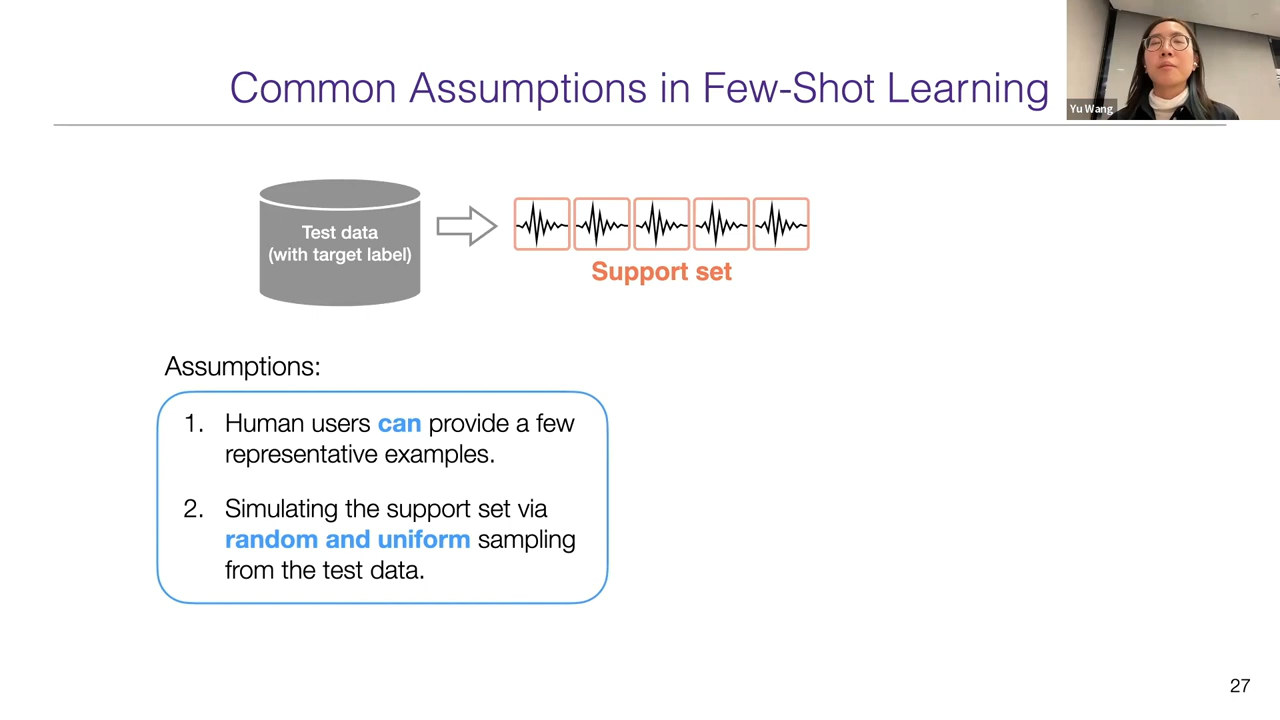 Common Assumptions in Few-Shot Learning
Yu Wang
Test data
(with target label)
Support set
Assumptions:
1. Human users can provide a few
representative examples.
2. Simulating the support set via
random and uniform sampling
from the test data.
27